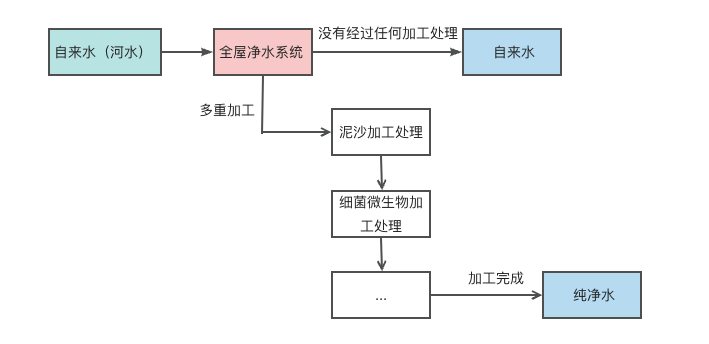 没有经过任何加工处理
自来水（河水）
全屋净水系统
自来水
多重加工
泥沙加工处理
细菌微生物加
工处理
加工完成
...
纯净水